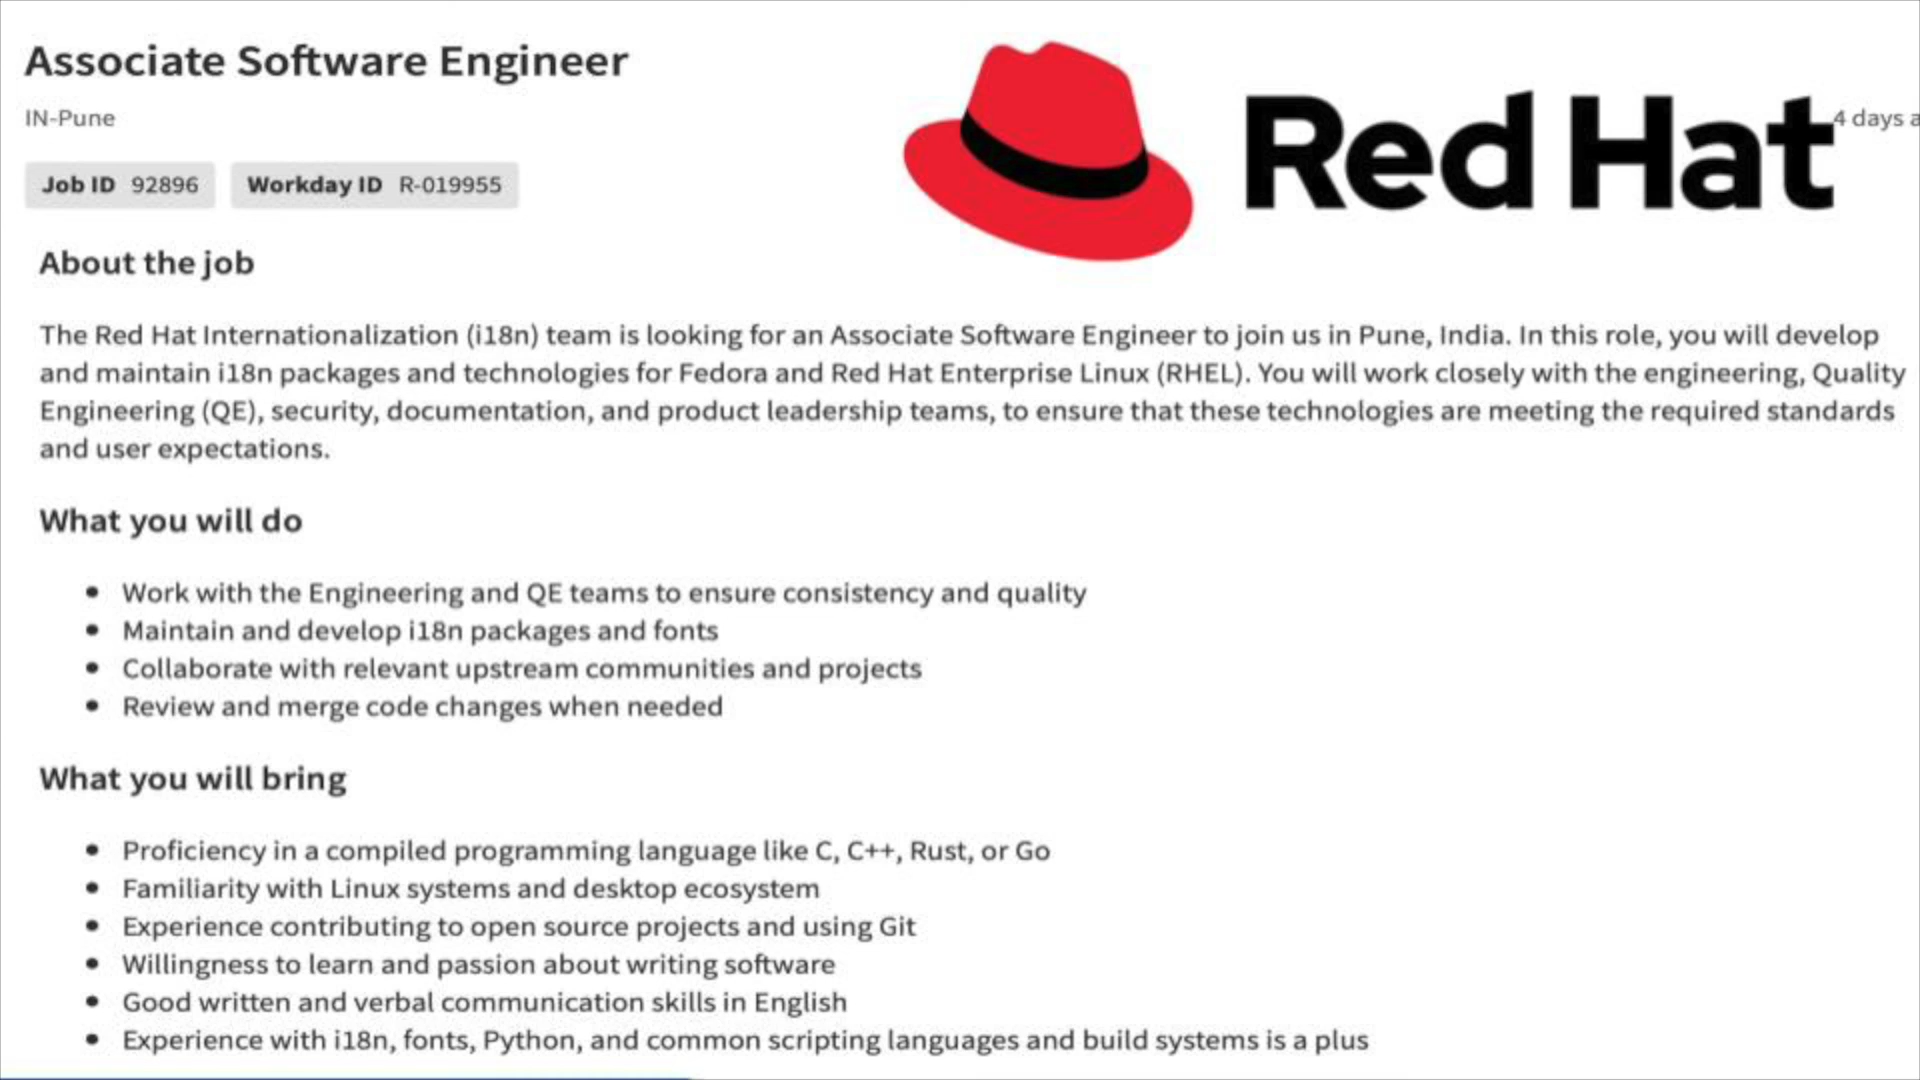 Associate Software Engineer
IN-Pune
Red Hat
4 days a
Job ID 92896 Workday ID R-019955
About the job
The Red Hat Internationalization (i18n) team is looking for an Associate Software Engineer to join us in Pune, India. In this role, you will develop
and maintain i18n packages and technologies for Fedora and Red Hat Enterprise Linux (RHEL). You will work closely with the engineering, Quality
Engineering (QE), security, documentation, and product leadership teams, to ensure that these technologies are meeting the required standards
and user expectations.
What you will do
• Work with the Engineering and QE teams to ensure consistency and quality
• Maintain and develop i18n packages and fonts
• Collaborate with relevant upstream communities and projects
• Review and merge code changes when needed
What you will bring
• Proficiency in a compiled programming language like C, C++, Rust, or Go
• Familiarity with Linux systems and desktop ecosystem
• Experience contributing to open source projects and using Git
• Willingness to learn and passion about writing software
• Good written and verbal communication skills in English
• Experience with i18n, fonts, Python, and common scripting languages and build systems is a plus